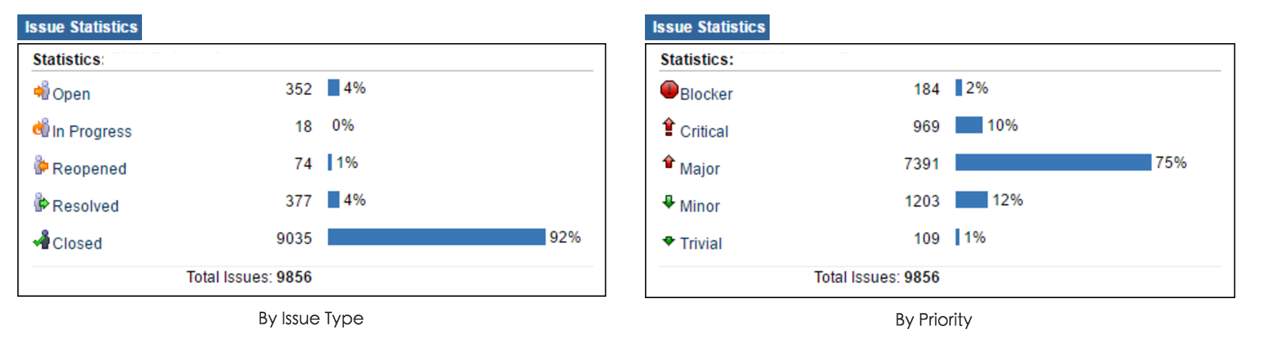 Issue Statistics
Statistics:
Open 352 4%
In Progress 18 0%
Reopened 74 1%
Resolved 377 4%
Closed 9035 92%
Total Issues: 9856
By Issue Type
Issue Statistics
Statistics:
Blocker 184 2%
Critical 969 10%
Major 7391 75%
Minor 1203 12%
Trivial 109 1%
Total Issues: 9856
By Priority